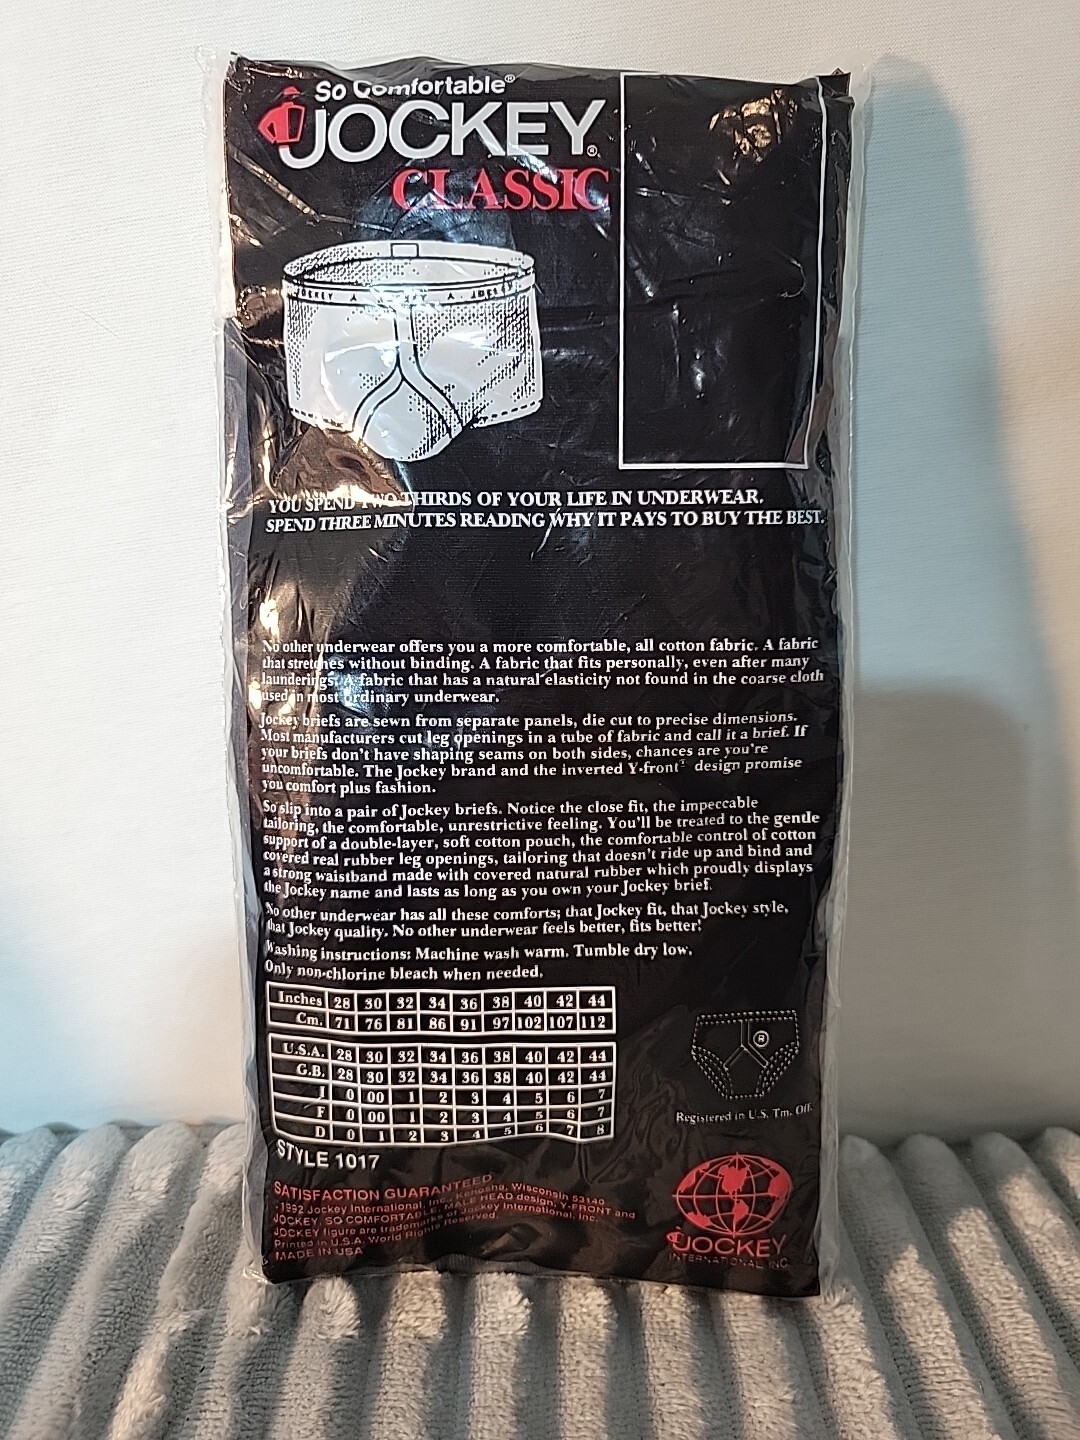 So Comfortable®
JOCKEY®
CLASSIC
JOCKEY JOCKEY
YOU SPEND TWO THIRDS OF YOUR LIFE IN UNDERWEAR.
SPEND THREE MINUTES READING WHY IT PAYS TO BUY THE BEST.
No other underwear offers you a more comfortable, all cotton fabric. A fabric
that stretches without binding. A fabric that fits personally, even after many
launderings. A fabric that has a natural elasticity not found in the coarse cloth
used in most ordinary underwear.
Jockey briefs are sewn from separate panels, die cut to precise dimensions.
Most manufacturers cut leg openings in a tube of fabric and call it a brief. If
your briefs don't have shaping seams on both sides, chances are you're
uncomfortable. The Jockey brand and the inverted Y-front design promise
you comfort plus fashion.
So slip into a pair of Jockey briefs. Notice the close fit, the impeccable
tailoring, the comfortable, unrestrictive feeling. You'll be treated to the gentle
support of a double-layer, soft cotton pouch, the comfortable control of cotton
covered real rubber leg openings, tailoring that doesn't ride up and bind and
a strong waistband made with covered natural rubber which proudly displays
the Jockey name and lasts as long as you own your Jockey brief.
No other underwear has all these comforts; that Jockey fit, that Jockey style,
that Jockey quality. No other underwear feels better, fits better!
Washing instructions: Machine wash warm. Tumble dry low.
Only non-chlorine bleach when needed.
Inches 28 30 32 34 36 38 40 42 44
Cm. 71 76 81 86 91 97 102 107 112
U.S.A. 28 30 32 34 36 38 40 42 44
G.B. 28 30 32 34 36 38 40 42 44
I 0 00 1 2 3 4 5 6 7
F 0 00 1 2 3 4 5 6 7
D 0 1 2 3 4 5 6 7 8
®
Registered in U.S. Tm. Off.
STYLE 1017
SATISFACTION GUARANTEED
1992 Jockey International, Inc., Kenosha, Wisconsin 53140
JOCKEY, SO COMFORTABLE, MALE HEAD design, Y-FRONT and
JOCKEY figure are trademarks of Jockey International, Inc.
Printed in U.S.A. World Rights Reserved.
MADE IN USA
JOCKEY
INTERNATIONAL INC.